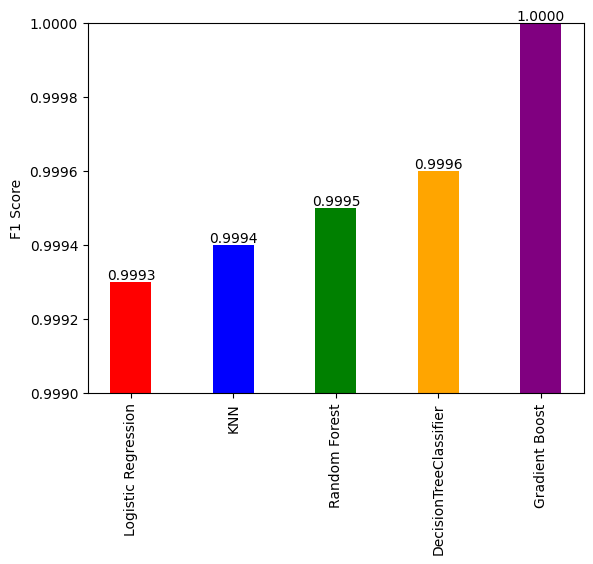 1.0000
0.9998
0.9996
0.9994
0.9992
0.9990
F1 Score
0.9993
0.9994
0.9995
0.9996
1.0000
Logistic Regression
KNN
Random Forest
DecisionTreeClassifier
Gradient Boost